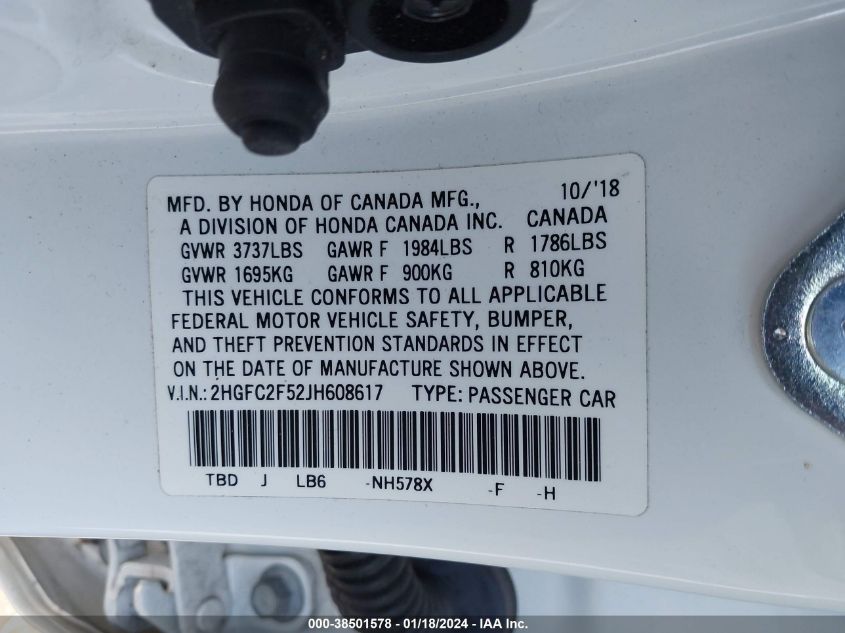 MFD. BY HONDA OF CANADA MFG., 10/'18
A DIVISION OF HONDA CANADA INC. CANADA
GVWR 3737LBS GAWR F 1984LBS R 1786LBS
GVWR 1695KG GAWR F 900KG R 810KG
THIS VEHICLE CONFORMS TO ALL APPLICABLE
FEDERAL MOTOR VEHICLE SAFETY, BUMPER,
AND THEFT PREVENTION STANDARDS IN EFFECT
ON THE DATE OF MANUFACTURE SHOWN ABOVE.
V.I.N.: 2HGFC2F52JH608617 TYPE: PASSENGER CAR
TBD J LB6 -NH578X -F -H
000-38501578 / 01/18/2024 - IAA Inc.